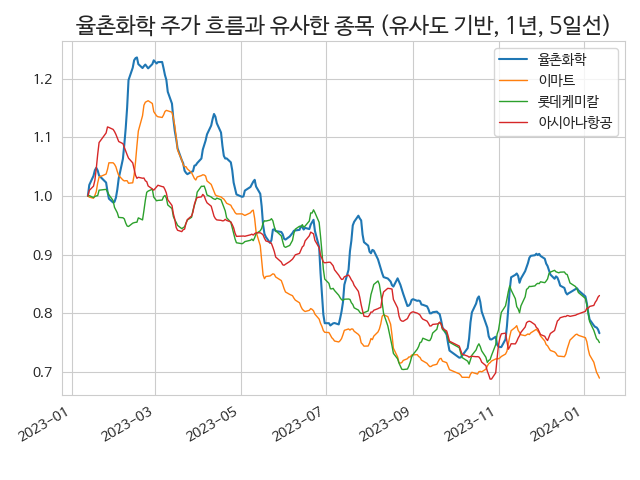 율촌화학 주가 흐름과 유사한 종목 (유사도 기반, 1년, 5일선)
율촌화학
이마트
롯데케미칼
아시아나항공
1.2
1.1
1.0
0.9
0.8
0.7
2023-01
2023-03
2023-05
2023-07
2023-09
2023-11
2024-01